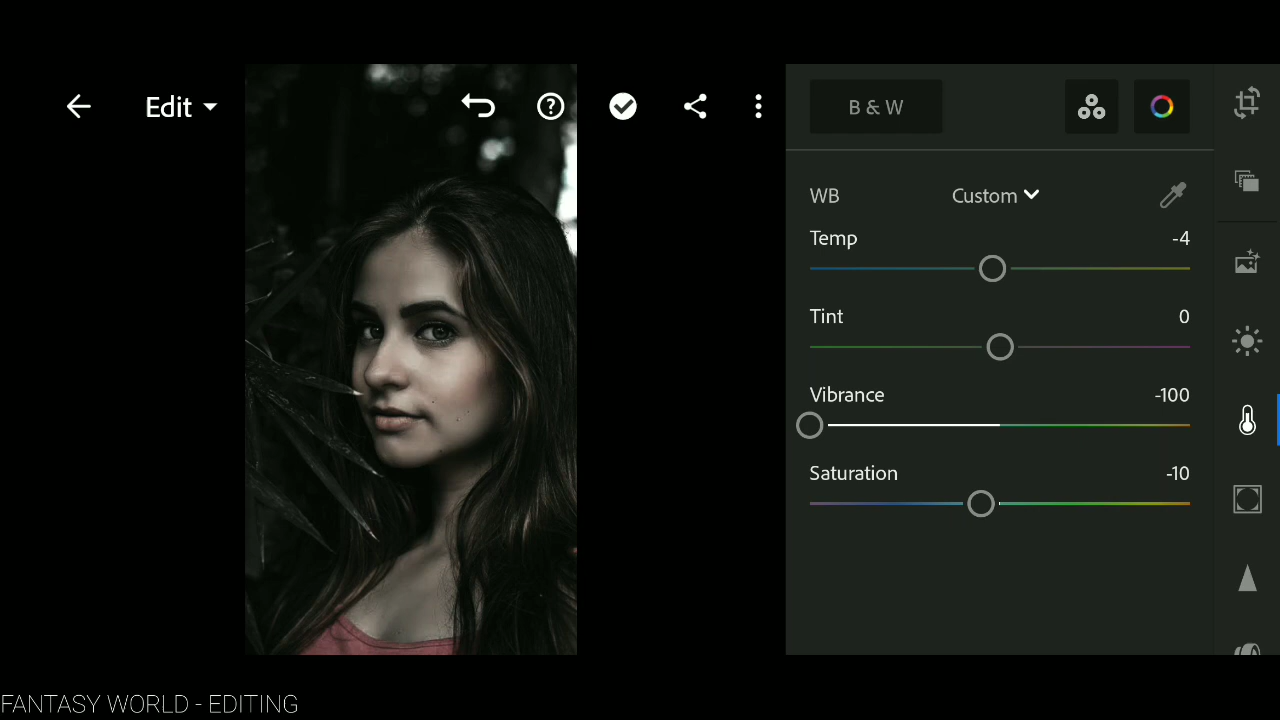 Edit
B & W
WB Custom
Temp -4
Tint 0
Vibrance -100
Saturation -10
FANTASY WORLD - EDITING